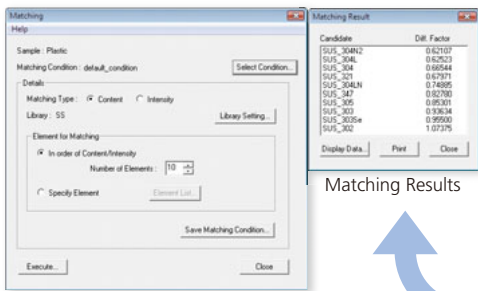 Matching
Help
Sample : Plastic
Matching Condition : default_condition
Select Condition...
Details
Matching Type : Content Intensity
Library : SS
Library Setting...
Element for Matching
In order of Content/Intensity
Number of Elements : 10
Specify Element
Element List...
Save Matching Condition...
Execute...
Close
Matching Result
Candidate Diff. Factor
SUS_304N2 0.62107
SUS_304L 0.62523
SUS_304 0.66544
SUS_321 0.67971
SUS_304LN 0.74885
SUS_347 0.82780
SUS_305 0.85301
SUS_303 0.93634
SUS_303Se 0.95500
SUS_302 1.07375
Display Data...
Print
Close
Matching Results